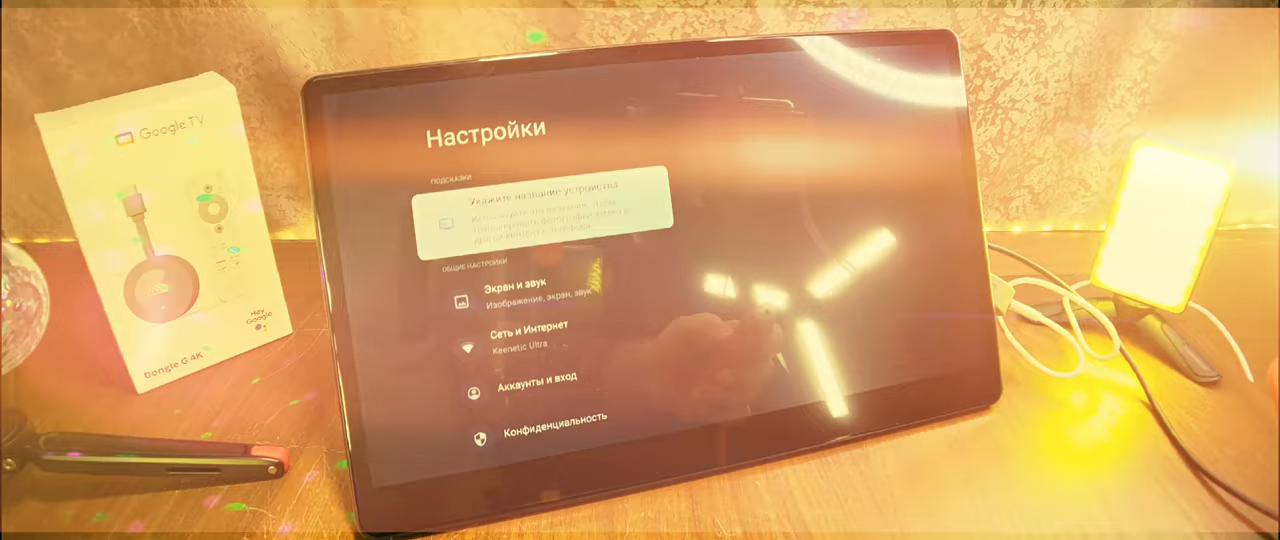 Google TV
Hey
Google
Dongle G 4K
Настройки
ПОДСКАЗКИ
Укажите название устройства
ОБЩИЕ НАСТРОЙКИ
Экран и звук
Изображение, экран, звук
Сеть и Интернет
Keenetic Ultra
Аккаунты и вход
Конфиденциальность